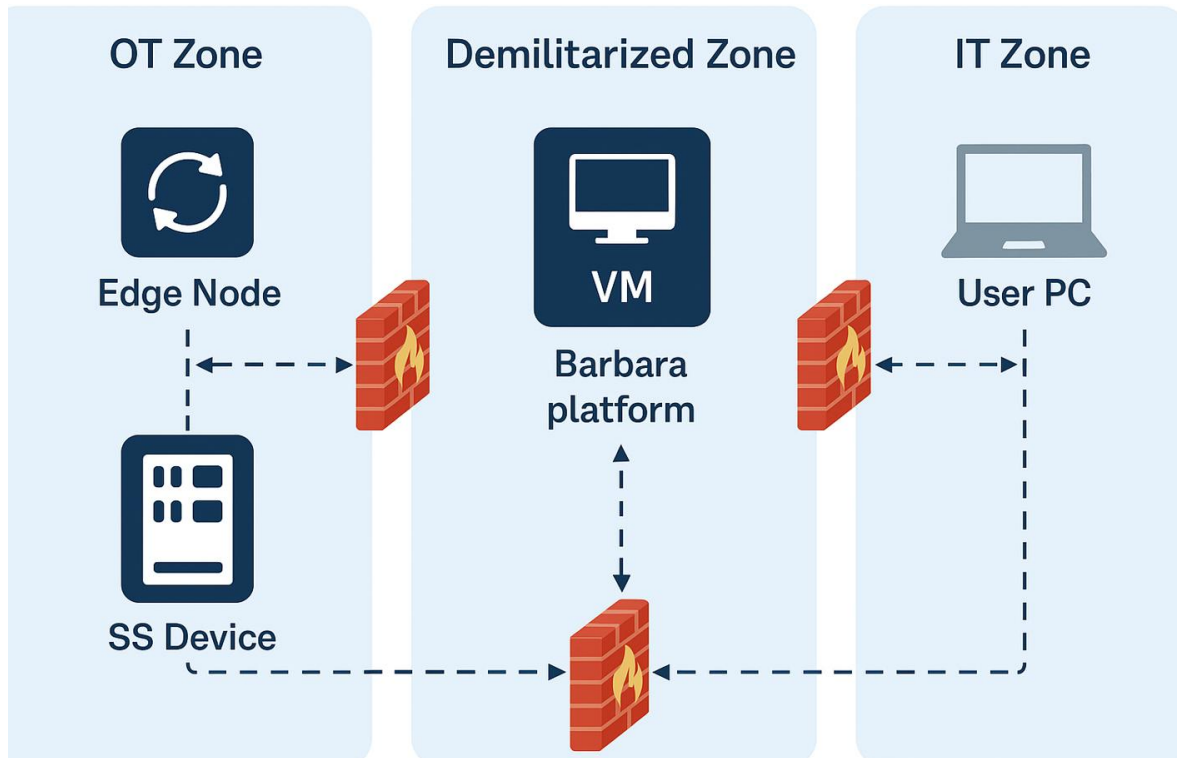 OT Zone
Demilitarized Zone
IT Zone
Edge Node
VM
Barbara
platform
User PC
SS Device